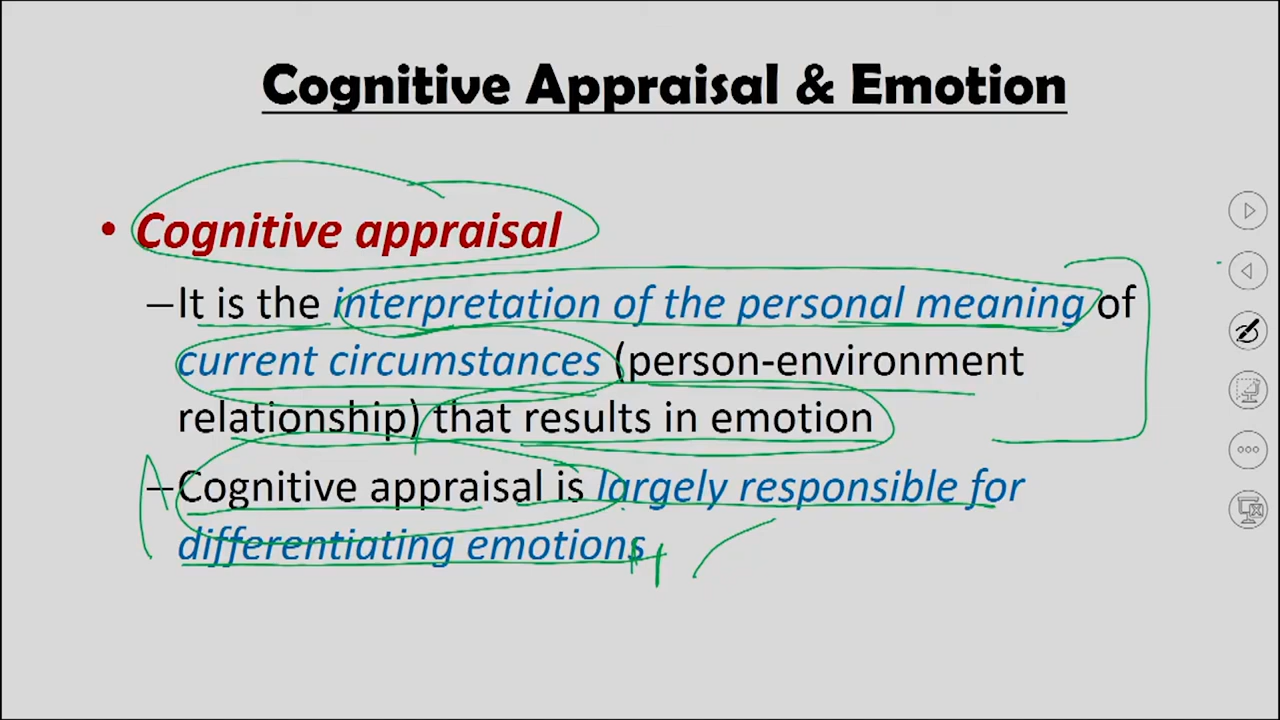 Cognitive Appraisal & Emotion
• Cognitive appraisal
–It is the interpretation of the personal meaning of
current circumstances (person-environment
relationship) that results in emotion
–Cognitive appraisal is largely responsible for
differentiating emotions